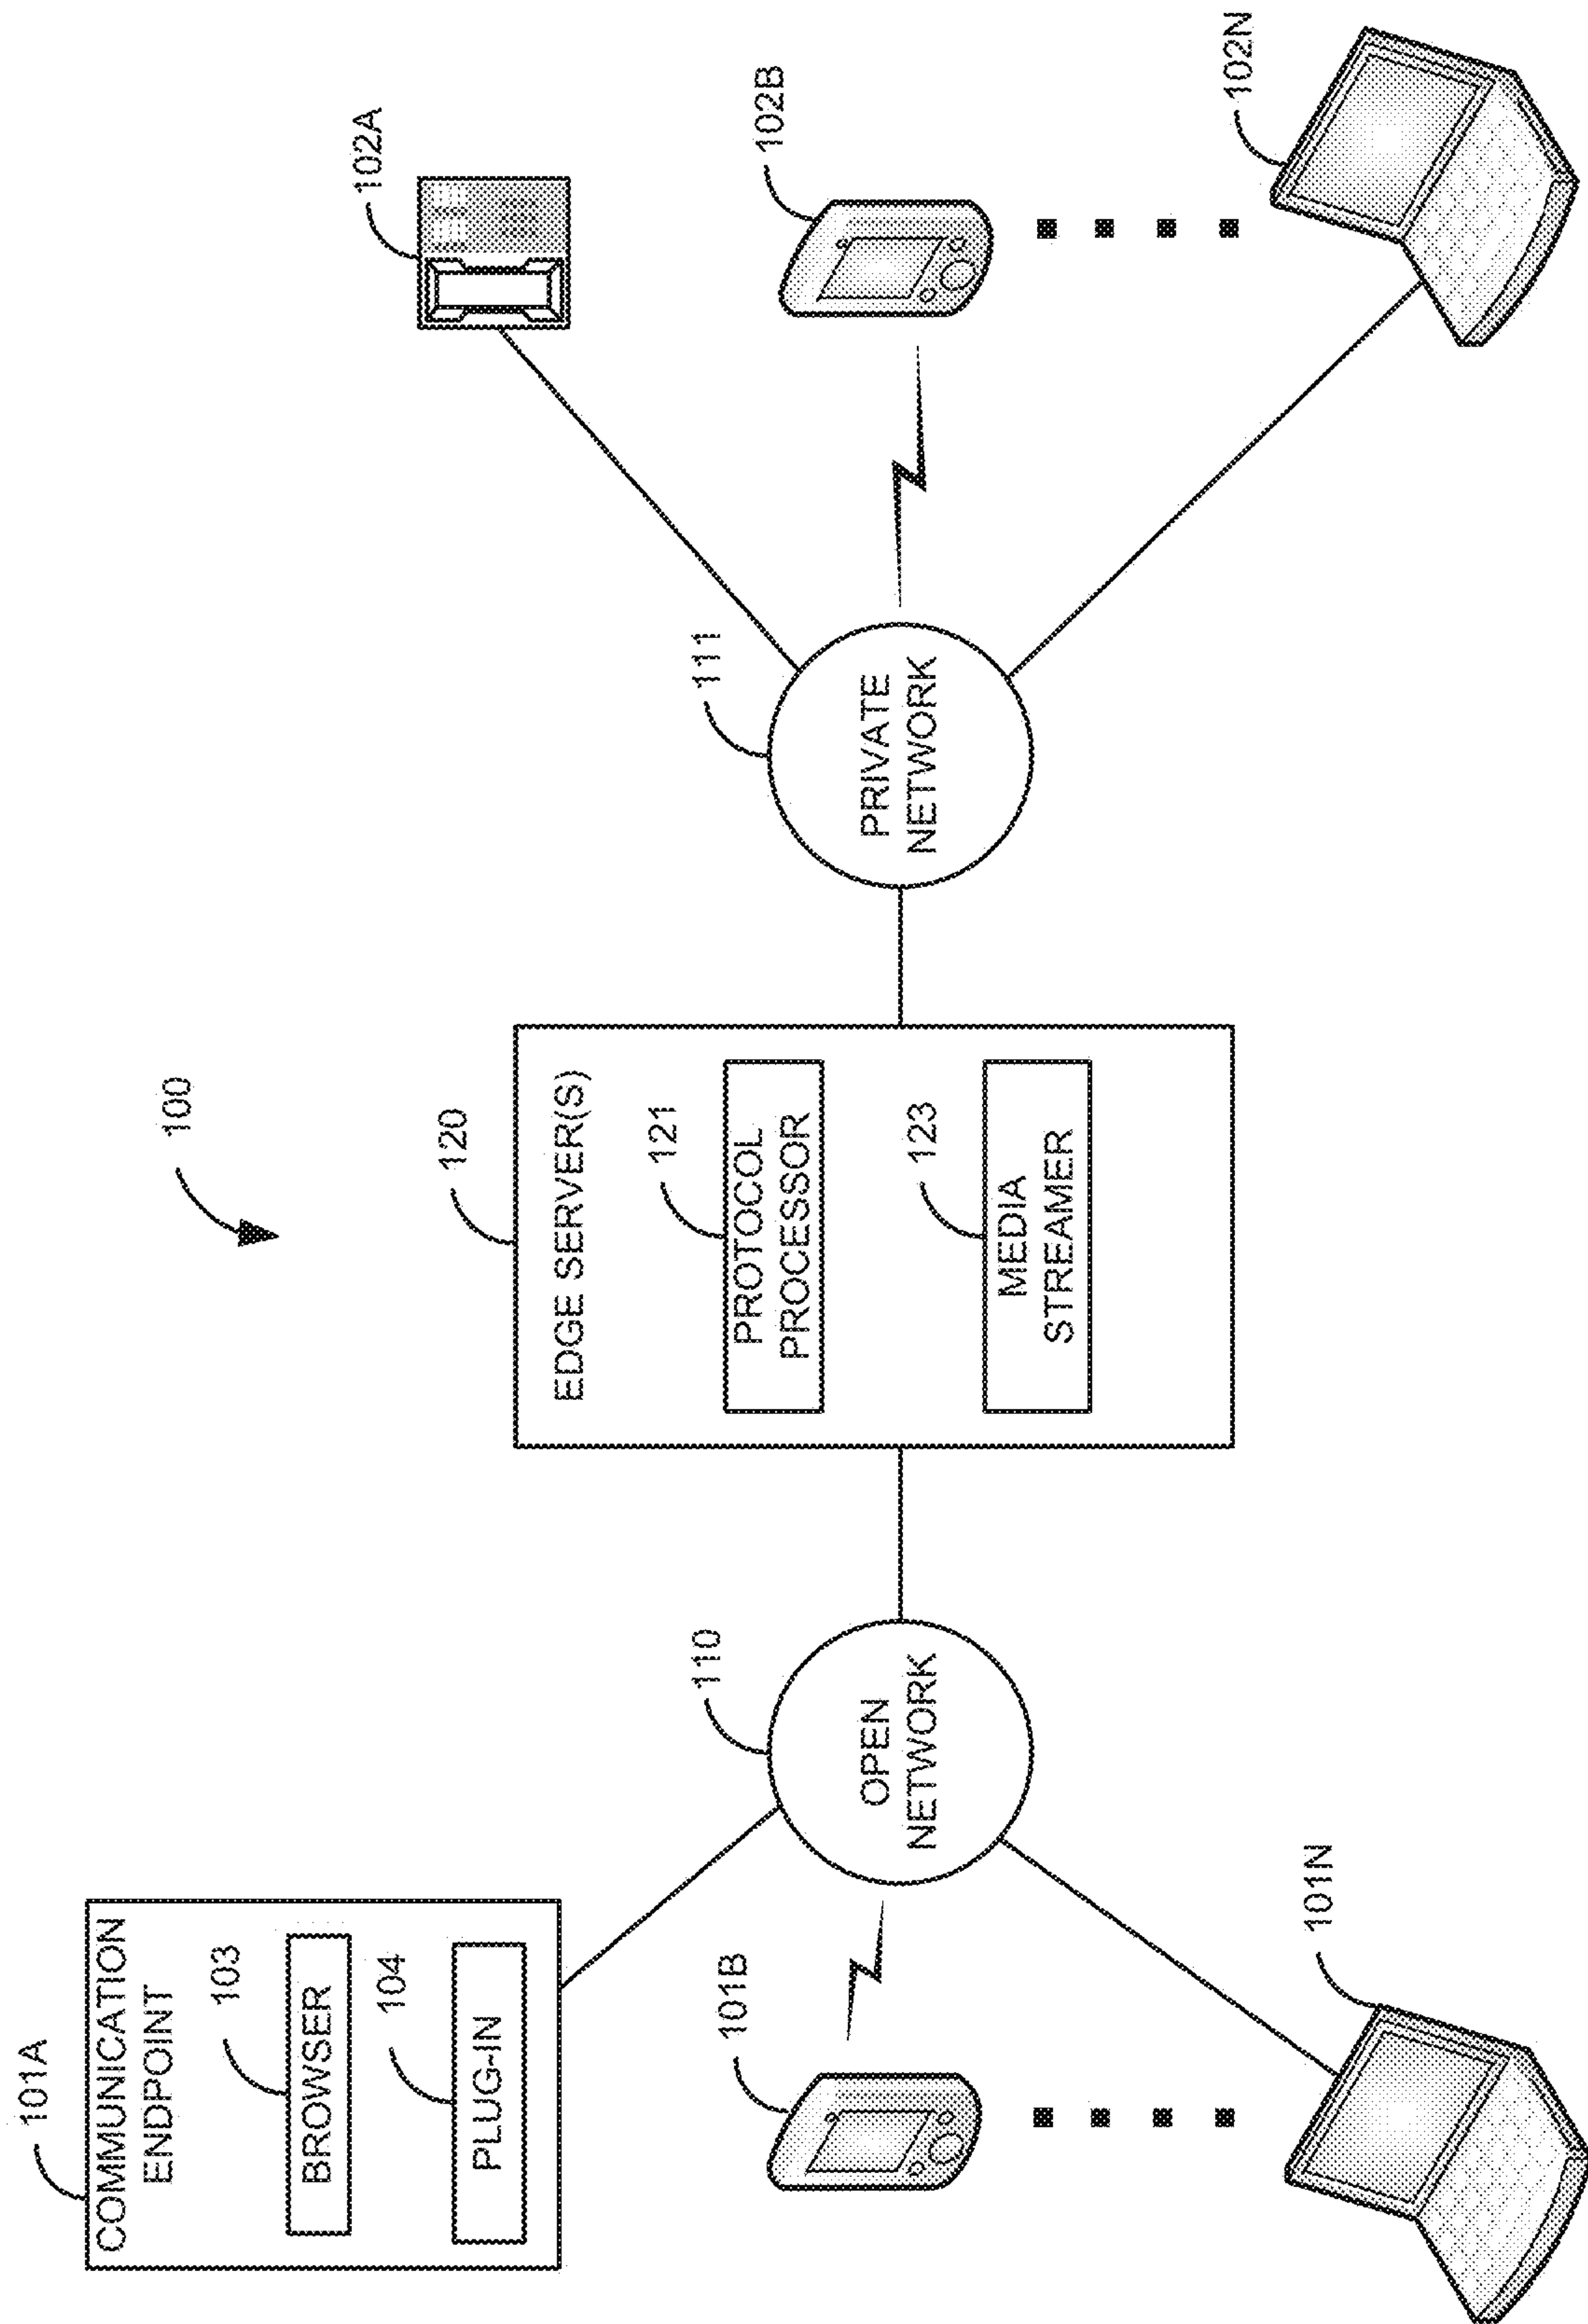 100
101A
COMMUNICATION
ENDPOINT
103
BROWSER
104
PLUG-IN
101B
101N
110
OPEN
NETWORK
120
EDGE SERVER(S)
121
PROTOCOL
PROCESSOR
123
MEDIA
STREAMER
111
PRIVATE
NETWORK
102A
102B
102N